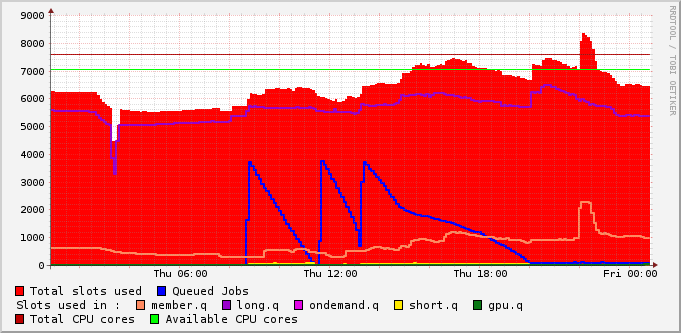 9000
8000
7000
6000
5000
4000
3000
2000
1000
0
Thu 06:00 Thu 12:00 Thu 18:00 Fri 00:00
RRDTOOL / TOBI OETIKER
Total slots used Queued Jobs
Slots used in : member.q long.q ondemand.q short.q gpu.q
Total CPU cores Available CPU cores